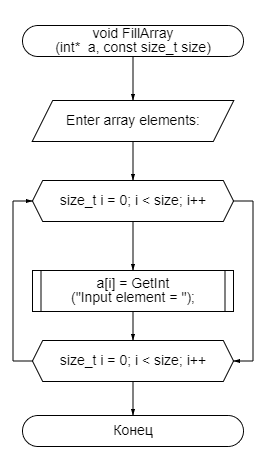 void FillArray
(int* a, const size_t size)
Enter array elements:
size_t i = 0; i < size; i++
a[i] = GetInt
("Input element = ");
size_t i = 0; i < size; i++
Конец